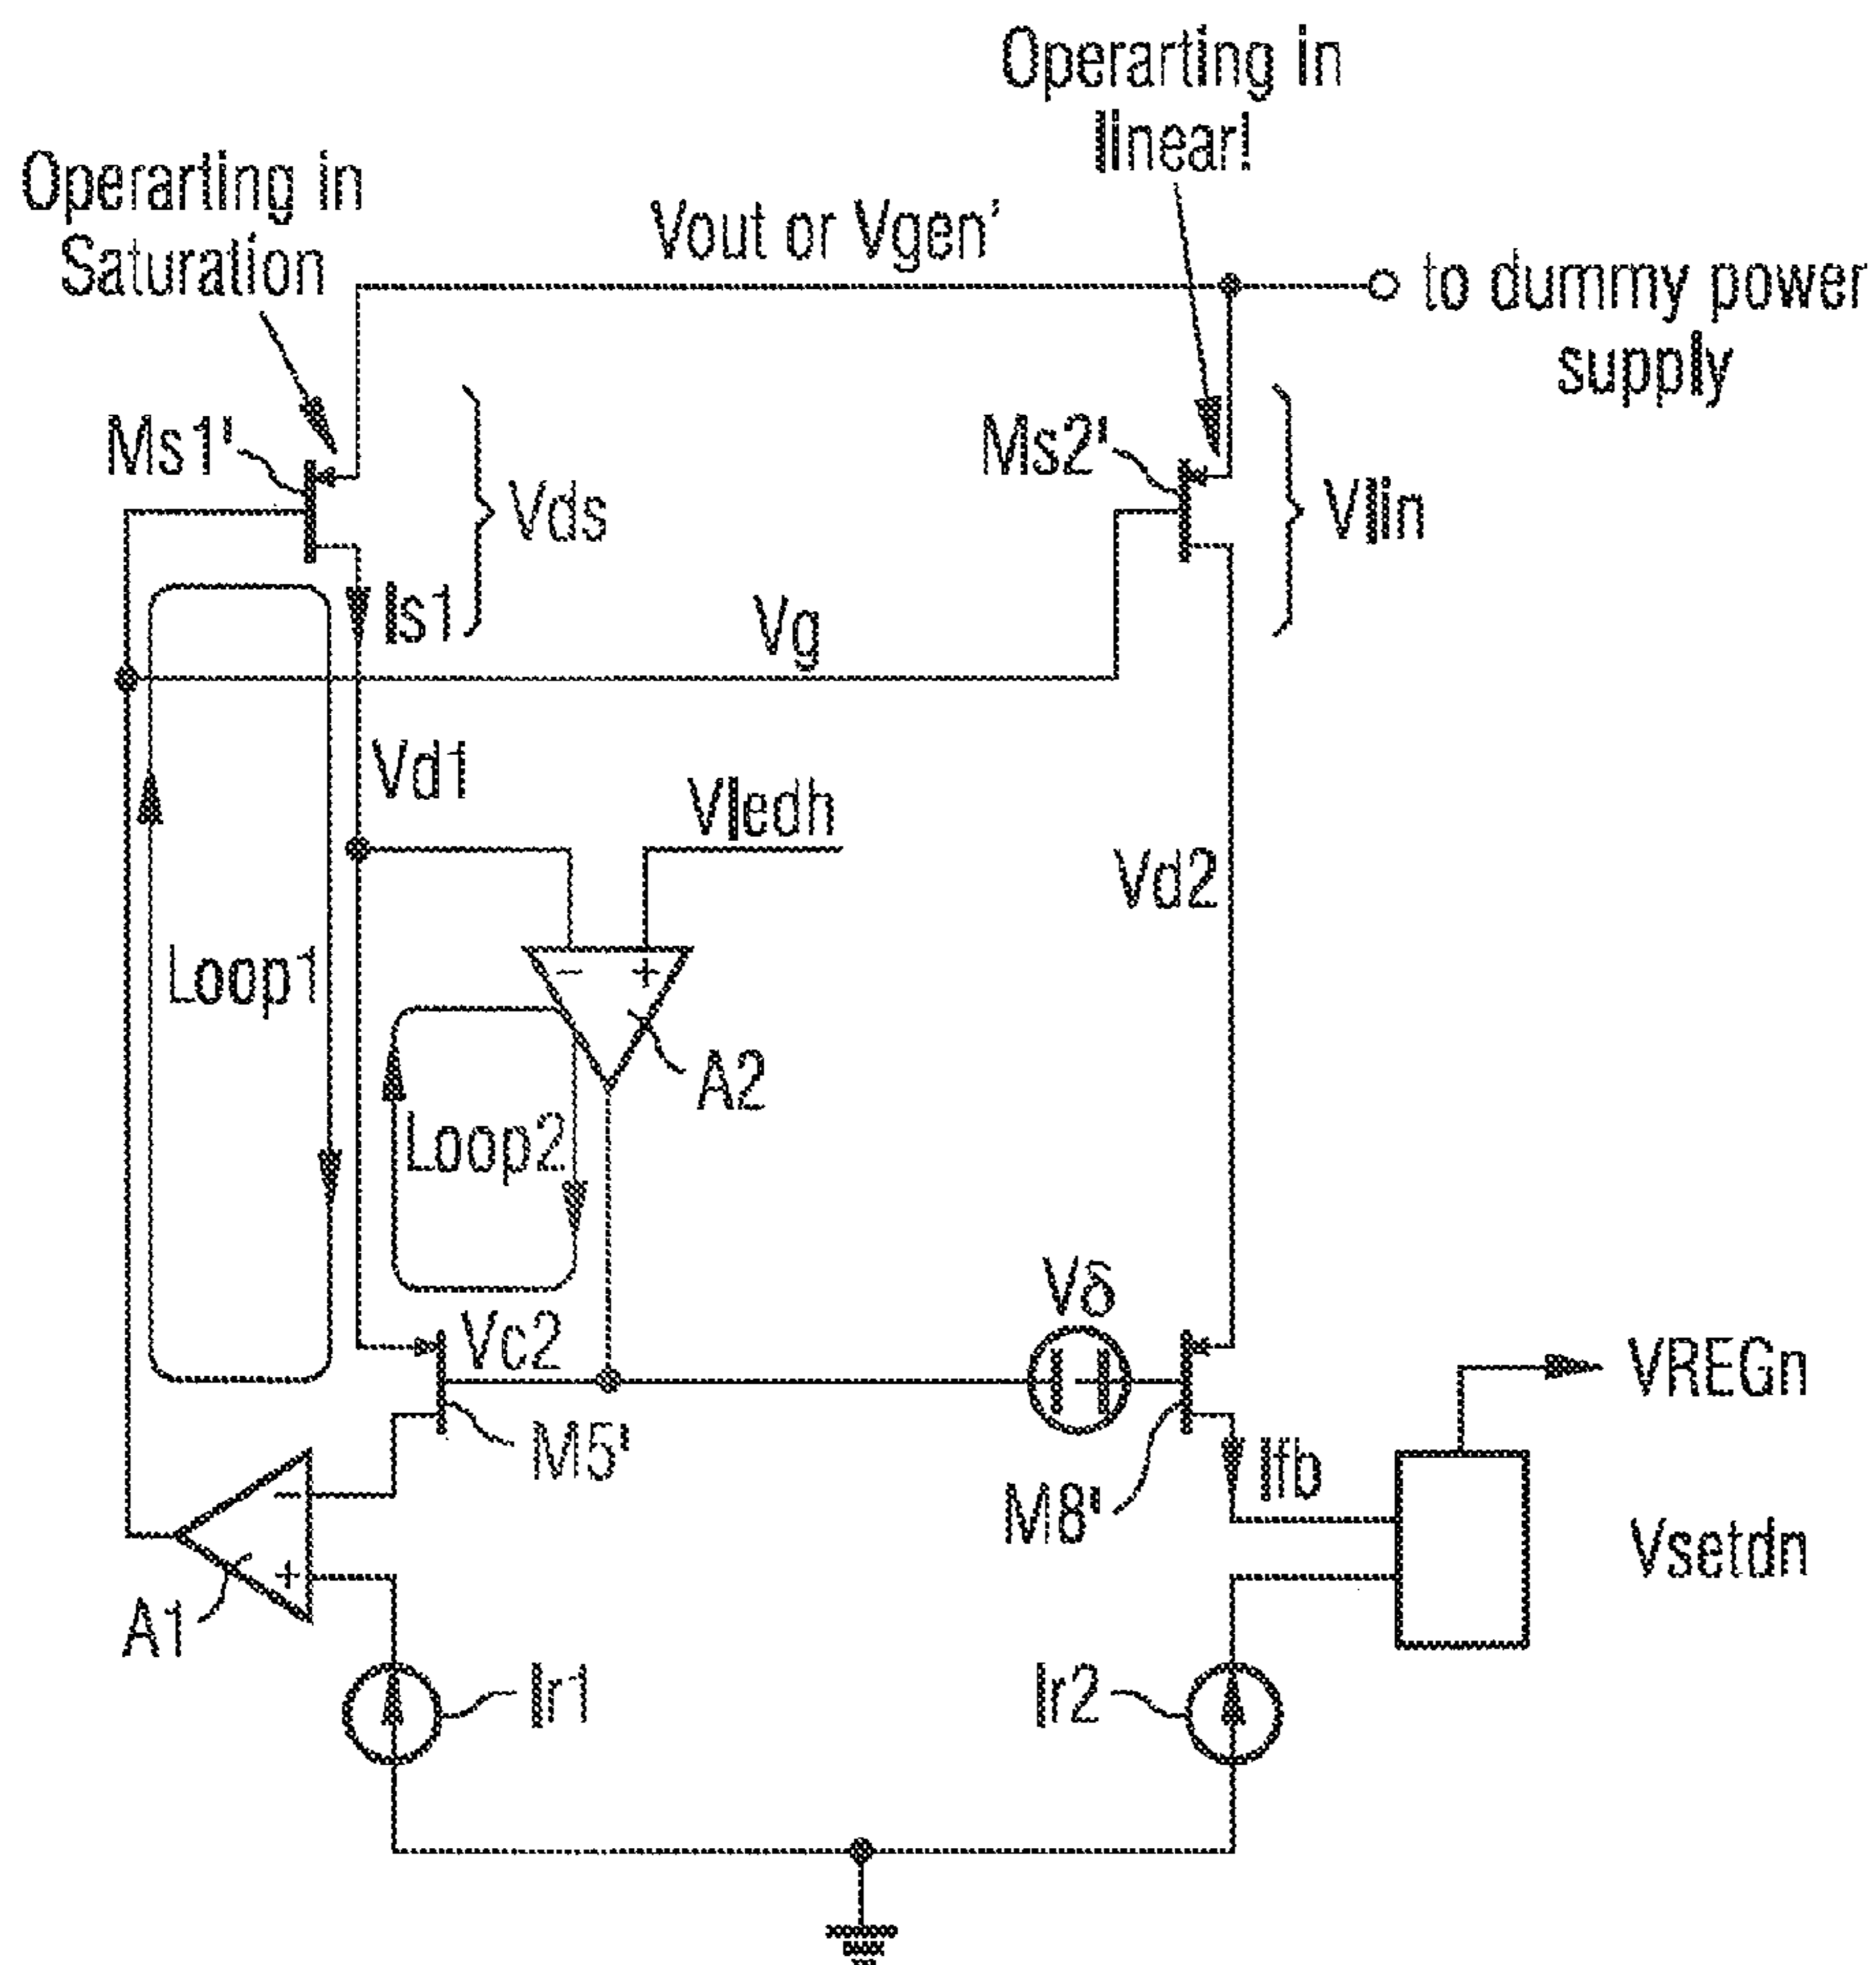 Operarting in
linear!
Operarting in
Saturation
Vout or Vgen'
to dummy power
supply
Ms1'
Vds
Ms2'
Vlin
Is1
Vg
Vd1
Vledh
Vd2
Loop1
- +
A2
Loop2
Vδ
Vc2
VREGn
M5'
Ifb
M8'
-
Vsetdn
+
A1
Ir1
Ir2